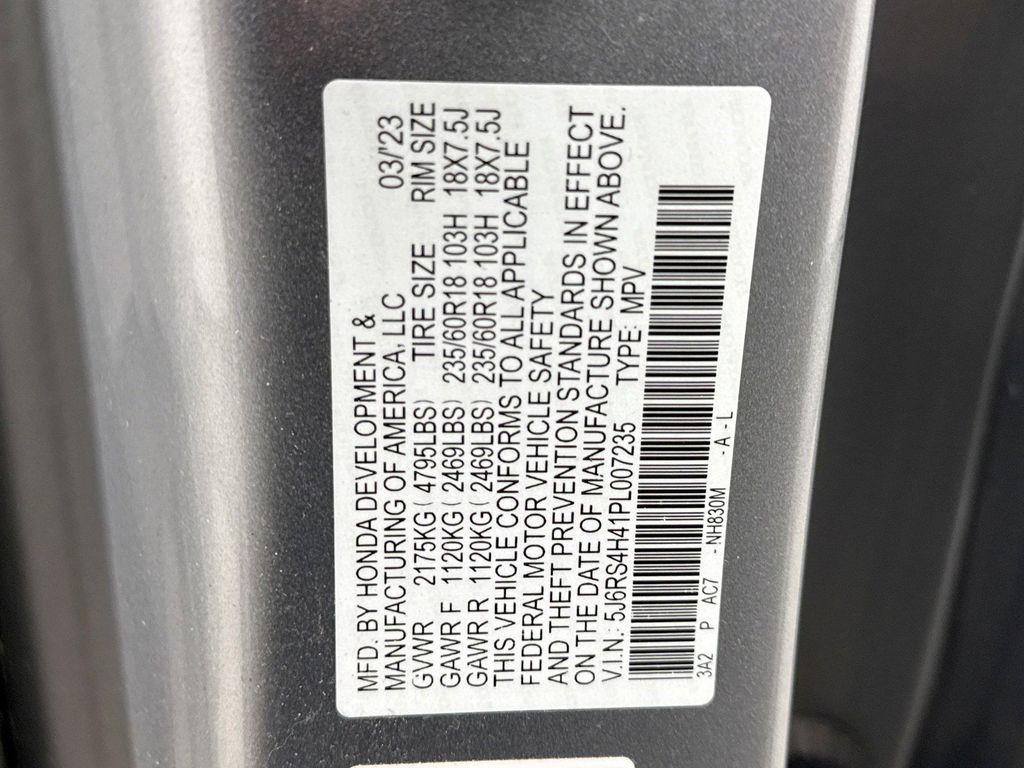 MFD. BY HONDA DEVELOPMENT &
MANUFACTURING OF AMERICA, LLC 03/'23
GVWR 2175KG ( 4795LBS) TIRE SIZE RIM SIZE
GAWR F 1120KG ( 2469LBS) 235/60R18 103H 18X7.5J
GAWR R 1120KG ( 2469LBS) 235/60R18 103H 18X7.5J
THIS VEHICLE CONFORMS TO ALL APPLICABLE
FEDERAL MOTOR VEHICLE SAFETY
AND THEFT PREVENTION STANDARDS IN EFFECT
ON THE DATE OF MANUFACTURE SHOWN ABOVE.
V.I.N.: 5J6RS4H41PL007235 TYPE: MPV
3A2 P AC7 -NH830M -A-L